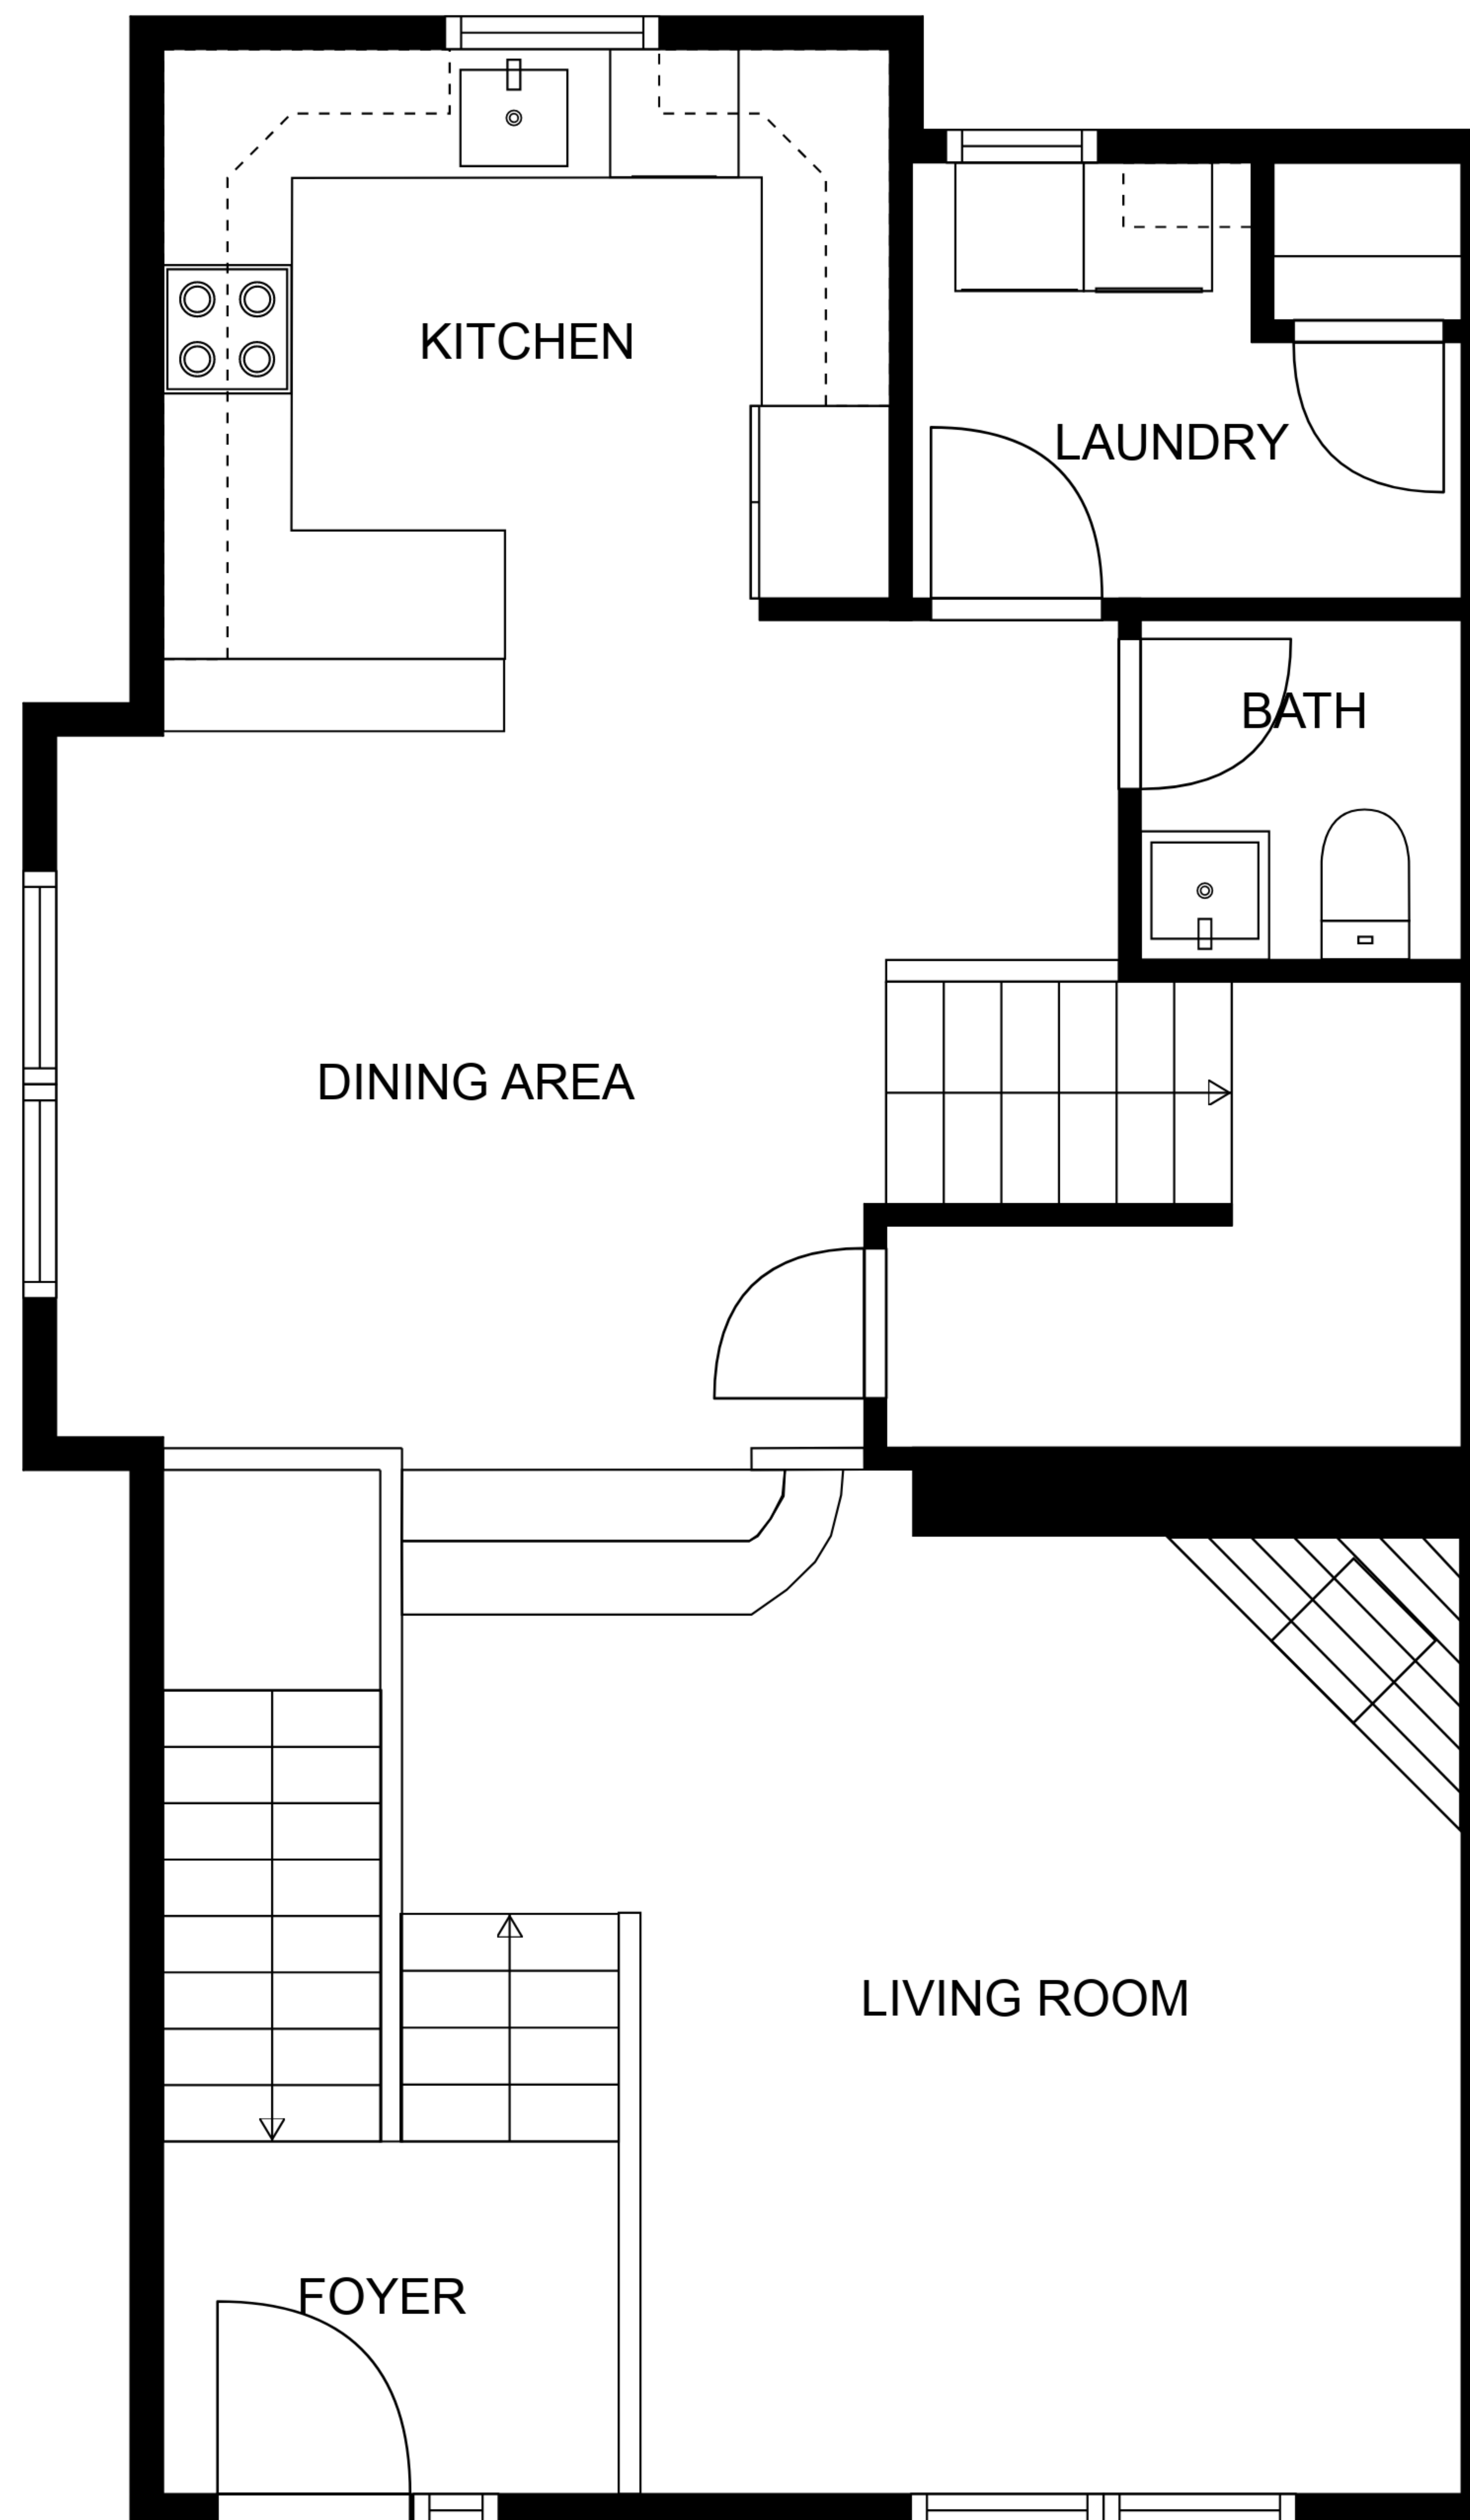 KITCHEN
LAUNDRY
BATH
DINING AREA
LIVING ROOM
FOYER